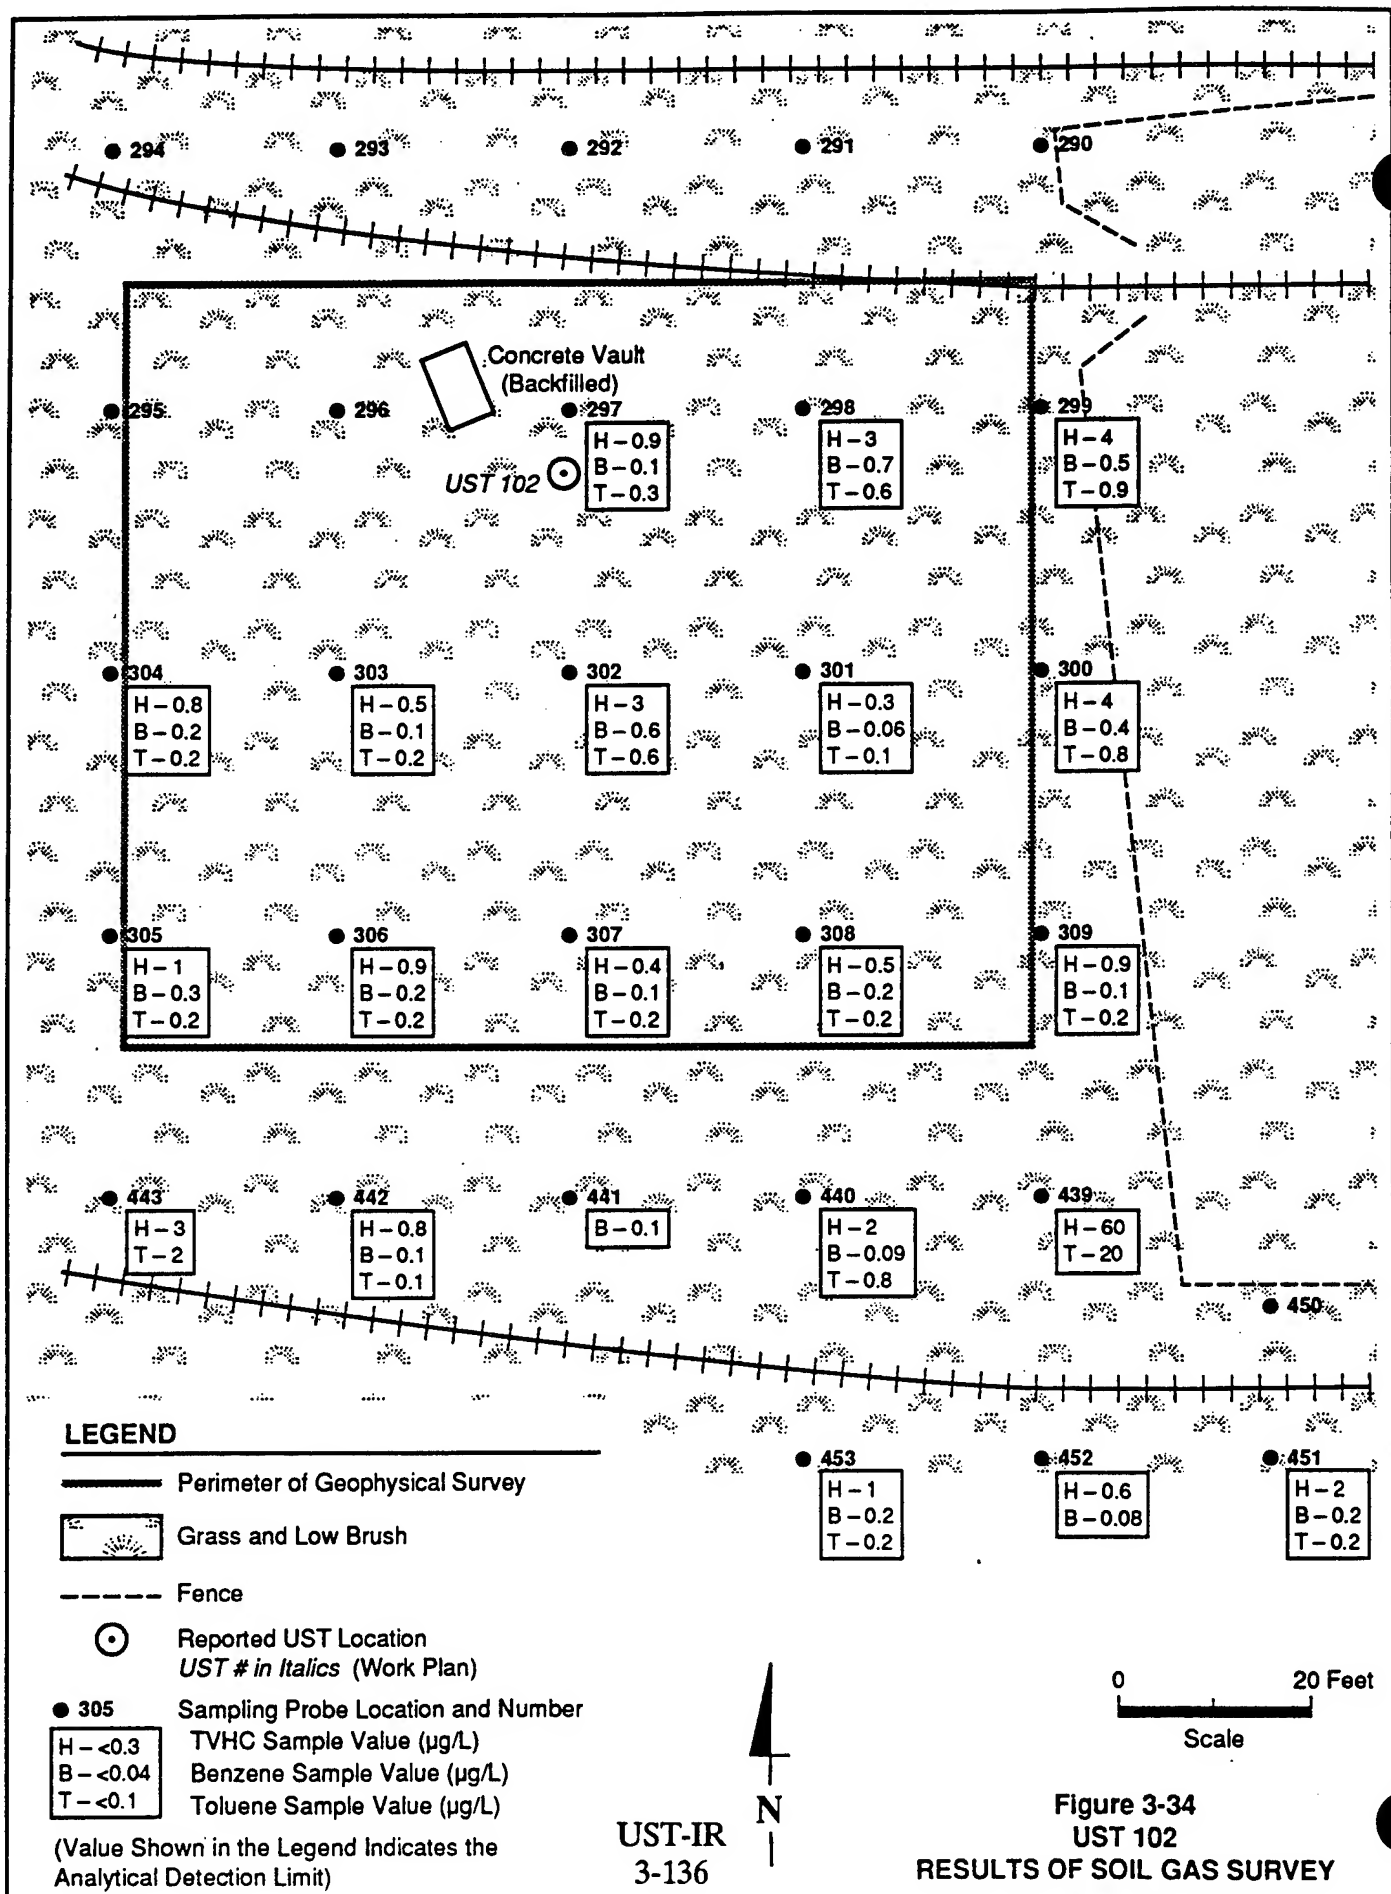 294
293
292
291
290
Concrete Vault
(Backfilled)
295
296
297
298
299
H – 0.9
B – 0.1
T – 0.3
H – 3
B – 0.7
T – 0.6
H – 4
B – 0.5
T – 0.9
UST 102
304
303
302
301
300
H – 0.8
B – 0.2
T – 0.2
H – 0.5
B – 0.1
T – 0.2
H – 3
B – 0.6
T – 0.6
H – 0.3
B – 0.06
T – 0.1
H – 4
B – 0.4
T – 0.8
305
306
307
308
309
H – 1
B – 0.3
T – 0.2
H – 0.9
B – 0.2
T – 0.2
H – 0.4
B – 0.1
T – 0.2
H – 0.5
B – 0.2
T – 0.2
H – 0.9
B – 0.1
T – 0.2
443
442
441
440
439
H – 3
T – 2
H – 0.8
B – 0.1
T – 0.1
B – 0.1
H – 2
B – 0.09
T – 0.8
H – 60
T – 20
450
453
452
451
H – 1
B – 0.2
T – 0.2
H – 0.6
B – 0.08
H – 2
B – 0.2
T – 0.2
LEGEND
Perimeter of Geophysical Survey
Grass and Low Brush
Fence
Reported UST Location
UST # in Italics (Work Plan)
305 Sampling Probe Location and Number
H – <0.3 TVHC Sample Value (µg/L)
B – <0.04 Benzene Sample Value (µg/L)
T – <0.1 Toluene Sample Value (µg/L)
(Value Shown in the Legend Indicates the
Analytical Detection Limit)
N
UST-IR
3-136
0 20 Feet
Scale
Figure 3-34
UST 102
RESULTS OF SOIL GAS SURVEY